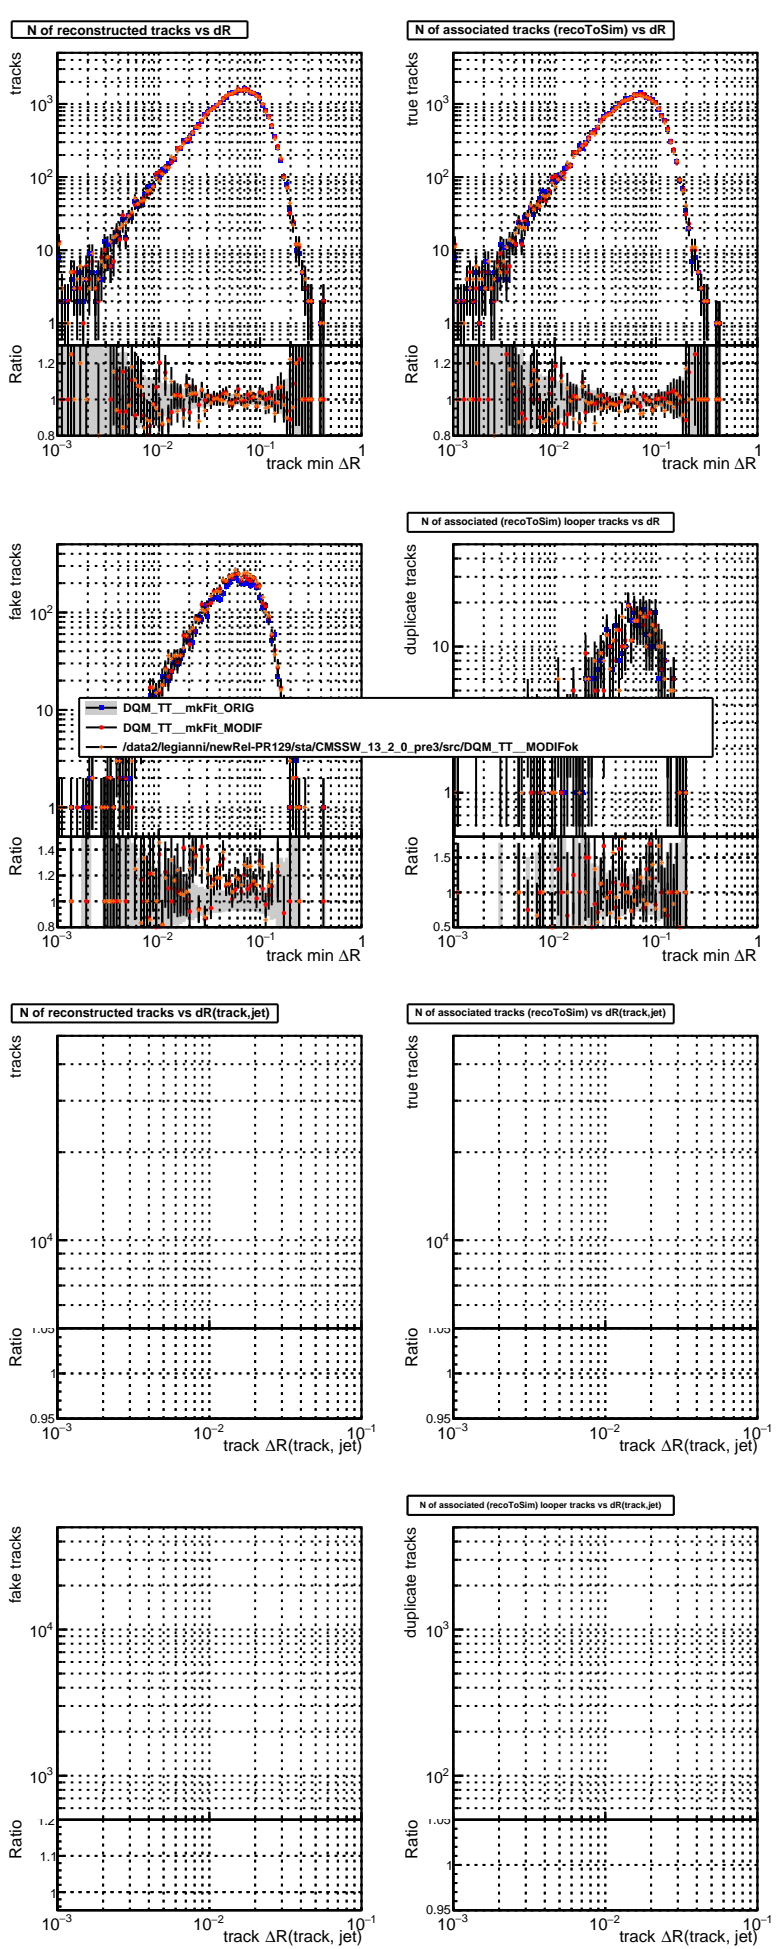 N of reconstructed tracks vs dR
tracks
10³
10²
10
1
Ratio
1.2
1
0.8
10⁻³ 10⁻² 10⁻¹ 1
track min ΔR
N of associated tracks (recoToSim) vs dR
true tracks
10³
10²
10
1
Ratio
1.2
1
0.8
10⁻³ 10⁻² 10⁻¹ 1
track min ΔR
fake tracks
10²
10
1
Ratio
1.4
1.2
1
0.8
10⁻³ 10⁻² 10⁻¹ 1
track min ΔR
N of associated (recoToSim) looper tracks vs dR
duplicate tracks
10
1
Ratio
1.5
1
0.5
10⁻³ 10⁻² 10⁻¹ 1
track min ΔR
DQM_TT__mkFit_ORIG
DQM_TT__mkFit_MODIF
/data2/legianni/newRel-PR129/sta/CMSSW_13_2_0_pre3/src/DQM_TT__MODIFok
N of reconstructed tracks vs dR(track,jet)
tracks
10⁴
Ratio
1.05
1
0.95
10⁻³ 10⁻² 10⁻¹
track ΔR(track, jet)
N of associated tracks (recoToSim) vs dR(track,jet)
true tracks
10⁴
Ratio
1.05
1
0.95
10⁻³ 10⁻² 10⁻¹
track ΔR(track, jet)
fake tracks
10⁴
10³
Ratio
1.2
1.1
1
10⁻³ 10⁻² 10⁻¹
track ΔR(track, jet)
N of associated (recoToSim) looper tracks vs dR(track,jet)
duplicate tracks
10³
10²
Ratio
1.05
1
0.95
10⁻³ 10⁻² 10⁻¹
track ΔR(track, jet)